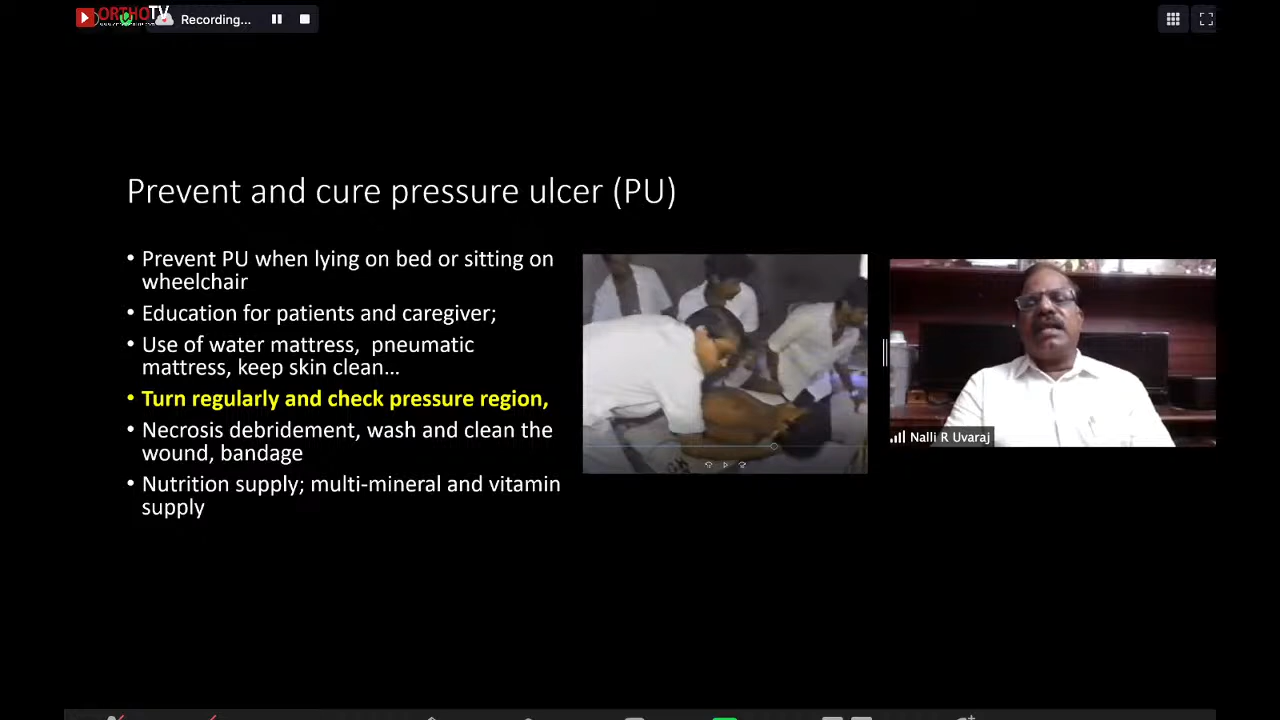 ORTHOTV
Recording...
Prevent and cure pressure ulcer (PU)
• Prevent PU when lying on bed or sitting on
wheelchair
• Education for patients and caregiver;
• Use of water mattress,  pneumatic
mattress, keep skin clean...
• Turn regularly and check pressure region,
• Necrosis debridement, wash and clean the
wound, bandage
• Nutrition supply; multi-mineral and vitamin
supply
Nalli R Uvaraj